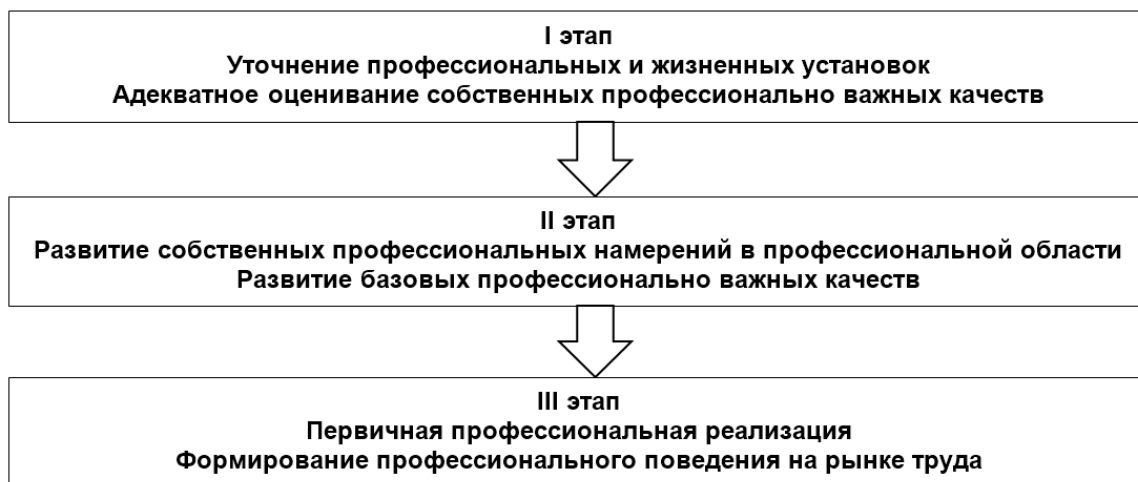 I этап
Уточнение профессиональных и жизненных установок
Адекватное оценивание собственных профессионально важных качеств
II этап
Развитие собственных профессиональных намерений в профессиональной области
Развитие базовых профессионально важных качеств
III этап
Первичная профессиональная реализация
Формирование профессионального поведения на рынке труда